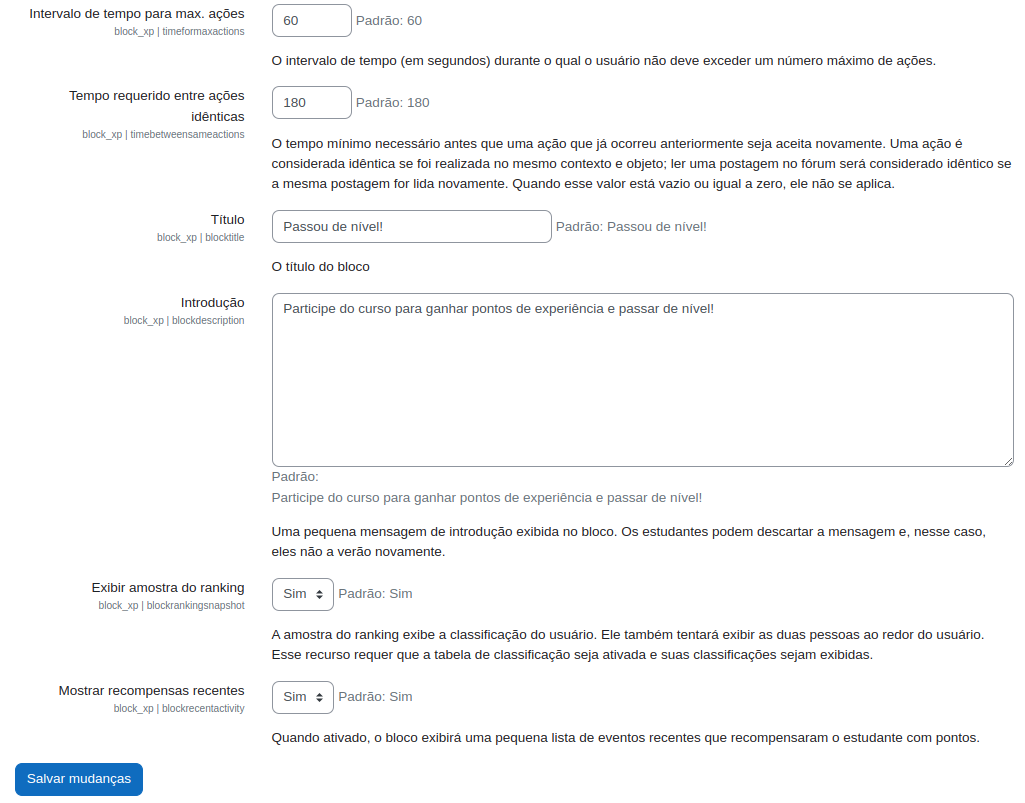 Intervalo de tempo para max. ações
block_xp | timeformaxactions
60 Padrão: 60
O intervalo de tempo (em segundos) durante o qual o usuário não deve exceder um número máximo de ações.
Tempo requerido entre ações
idênticas
block_xp | timebetweensameactions
180 Padrão: 180
O tempo mínimo necessário antes que uma ação que já ocorreu anteriormente seja aceita novamente. Uma ação é
considerada idêntica se foi realizada no mesmo contexto e objeto; ler uma postagem no fórum será considerado idêntico se
a mesma postagem for lida novamente. Quando esse valor está vazio ou igual a zero, ele não se aplica.
Título
block_xp | blocktitle
Passou de nível! Padrão: Passou de nível!
O título do bloco
Introdução
block_xp | blockdescription
Participe do curso para ganhar pontos de experiência e passar de nível!
Padrão:
Participe do curso para ganhar pontos de experiência e passar de nível!
Uma pequena mensagem de introdução exibida no bloco. Os estudantes podem descartar a mensagem e, nesse caso,
eles não a verão novamente.
Exibir amostra do ranking
block_xp | blockrankingsnapshot
Sim Padrão: Sim
A amostra do ranking exibe a classificação do usuário. Ele também tentará exibir as duas pessoas ao redor do usuário.
Esse recurso requer que a tabela de classificação seja ativada e suas classificações sejam exibidas.
Mostrar recompensas recentes
block_xp | blockrecentactivity
Sim Padrão: Sim
Quando ativado, o bloco exibirá uma pequena lista de eventos recentes que recompensaram o estudante com pontos.
Salvar mudanças